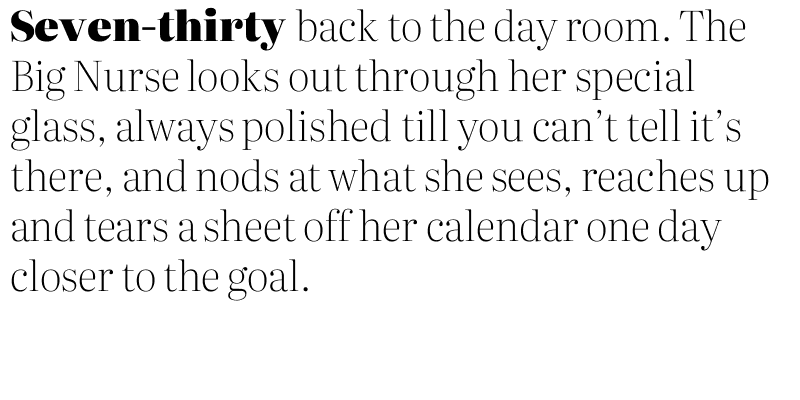 Seven-thirty back to the day room. The
Big Nurse looks out through her special
glass, always polished till you can’t tell it’s
there, and nods at what she sees, reaches up
and tears a sheet off her calendar one day
closer to the goal.